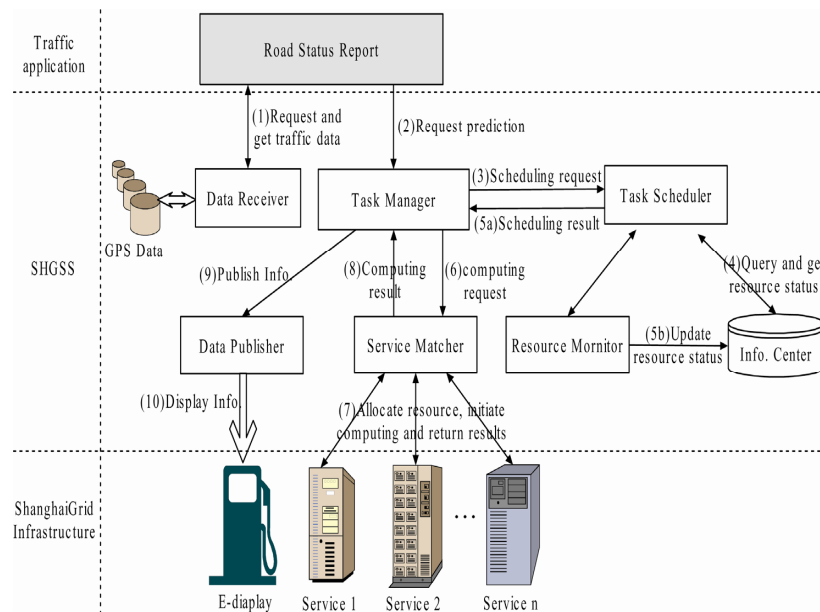 Traffic
application
Road Status Report
(1)Request and
get traffic data
(2)Request prediction
Data Receiver
Task Manager
(3)Scheduling request
(5a)Scheduling result
Task Scheduler
GPS Data
SHGSS
(9)Publish Info.
(8)Computing
result
(6)computing
request
(4)Query and get
resource status
Data Publisher
Service Matcher
Resource Mornitor
(5b)Update
resource status
Info. Center
(10)Display Info.
(7)Allocate resource, initiate
computing and return results
ShanghaiGrid
Infrastructure
...
E-diaplay
Service 1
Service 2
Service n